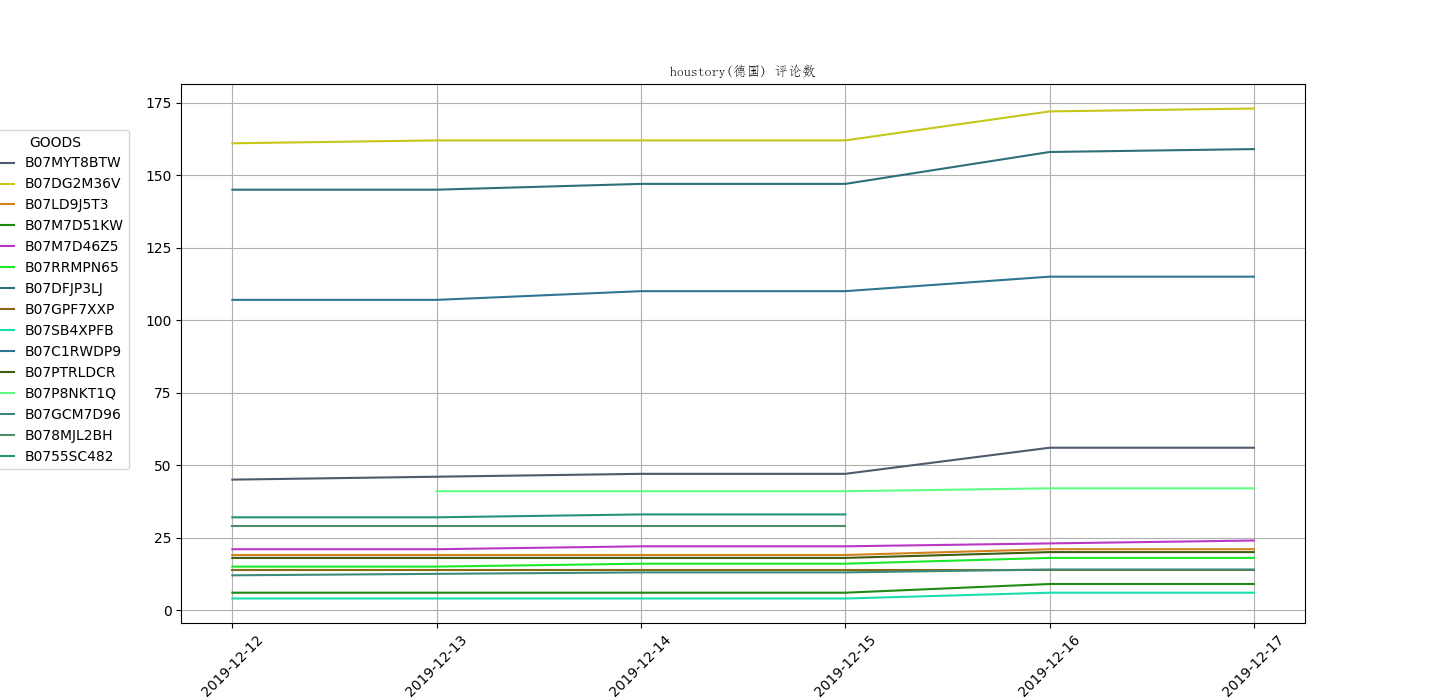 houstory(德国) 评论数
GOODS
B07MYT8BTW
B07DG2M36V
B07LD9J5T3
B07M7D51KW
B07M7D46Z5
B07RRMPN65
B07DFJP3LJ
B07GPF7XXP
B07SB4XPFB
B07C1RWDP9
B07PTRLDCR
B07P8NKT1Q
B07GCM7D96
B078MJL2BH
B0755SC482
175
150
125
100
75
50
25
0
2019-12-12
2019-12-13
2019-12-14
2019-12-15
2019-12-16
2019-12-17